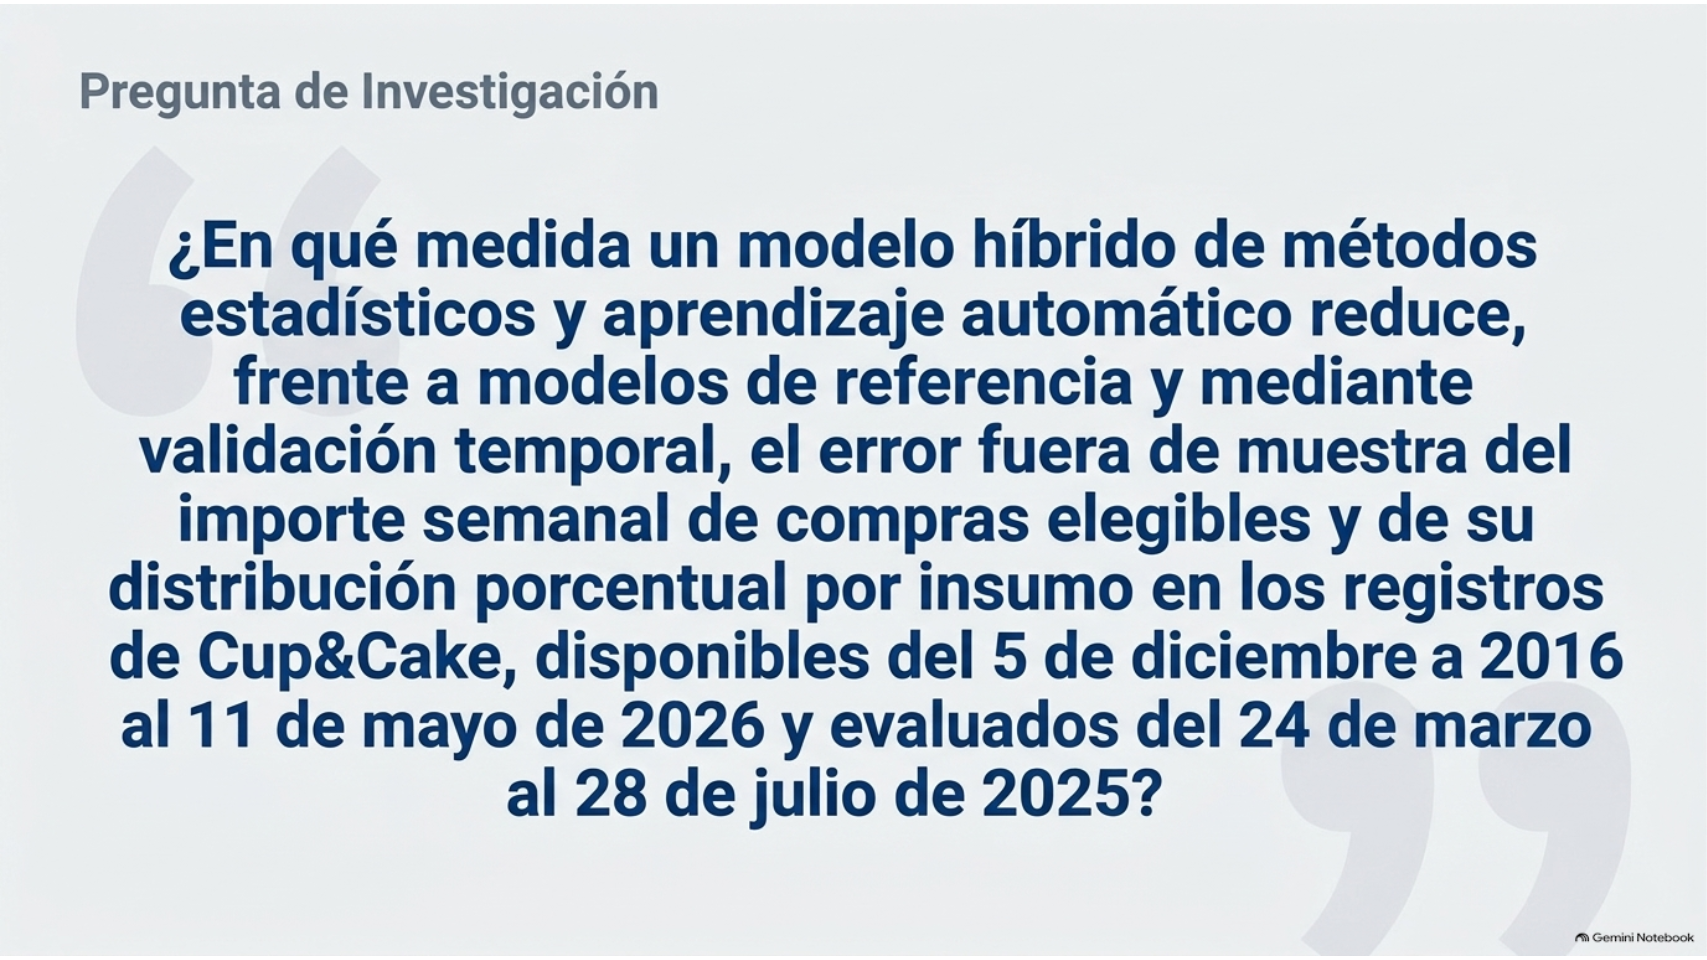 Pregunta de Investigación
¿En qué medida un modelo híbrido de métodos
estadísticos y aprendizaje automático reduce,
frente a modelos de referencia y mediante
validación temporal, el error fuera de muestra del
importe semanal de compras elegibles y de su
distribución porcentual por insumo en los registros
de Cup&Cake, disponibles del 5 de diciembre a 2016
al 11 de mayo de 2026 y evaluados del 24 de marzo
al 28 de julio de 2025?
Gemini Notebook